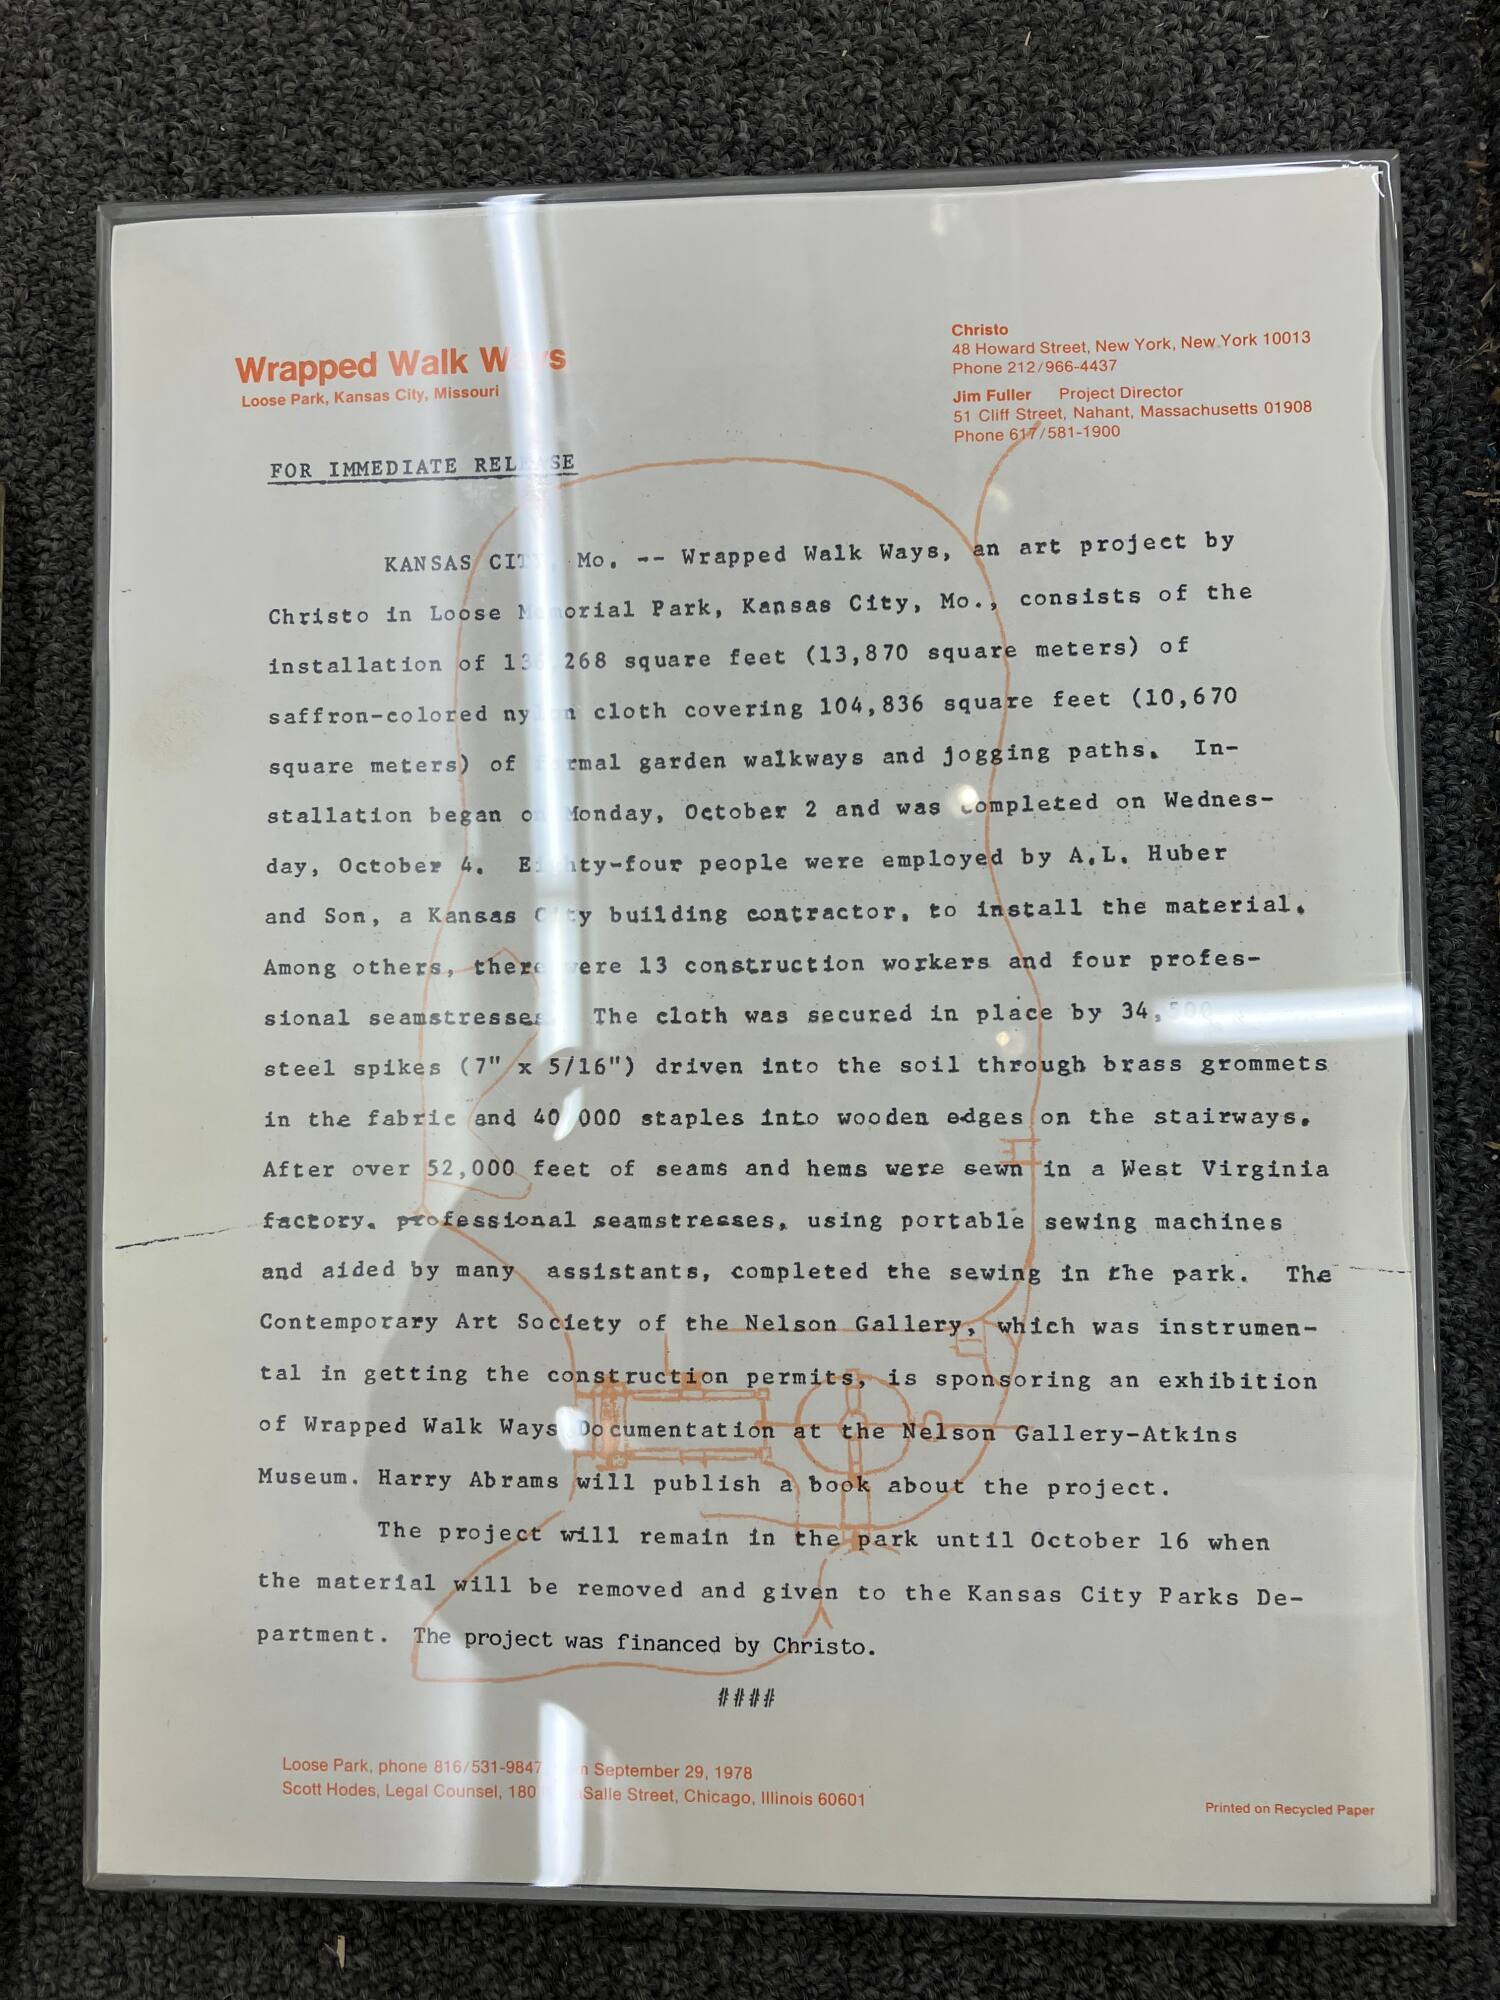 Wrapped Walk Ways
Loose Park, Kansas City, Missouri
Christo
48 Howard Street, New York, New York 10013
Phone 212/966-4437
Jim Fuller Project Director
51 Cliff Street, Nahant, Massachusetts 01908
Phone 617/581-1900
FOR IMMEDIATE RELEASE
KANSAS CITY, Mo. -- Wrapped Walk Ways, an art project by
Christo in Loose Memorial Park, Kansas City, Mo., consists of the
installation of 136,268 square feet (13,870 square meters) of
saffron-colored nylon cloth covering 104,836 square feet (10,670
square meters) of formal garden walkways and jogging paths. In-
stallation began on Monday, October 2 and was completed on Wednes-
day, October 4. Eighty-four people were employed by A.L. Huber
and Son, a Kansas City building contractor, to install the material.
Among others, there were 13 construction workers and four profes-
sional seamstresses. The cloth was secured in place by 34,500
steel spikes (7" x 5/16") driven into the soil through brass grommets
in the fabric and 40,000 staples into wooden edges on the stairways.
After over 52,000 feet of seams and hems were sewn in a West Virginia
factory, professional seamstresses, using portable sewing machines
and aided by many assistants, completed the sewing in the park. The
Contemporary Art Society of the Nelson Gallery, which was instrumen-
tal in getting the construction permits, is sponsoring an exhibition
of Wrapped Walk Ways Documentation at the Nelson Gallery-Atkins
Museum. Harry Abrams will publish a book about the project.
The project will remain in the park until October 16 when
the material will be removed and given to the Kansas City Parks De-
partment. The project was financed by Christo.
####
Loose Park, phone 816/531-9847 September 29, 1978
Scott Hodes, Legal Counsel, 180 LaSalle Street, Chicago, Illinois 60601
Printed on Recycled Paper